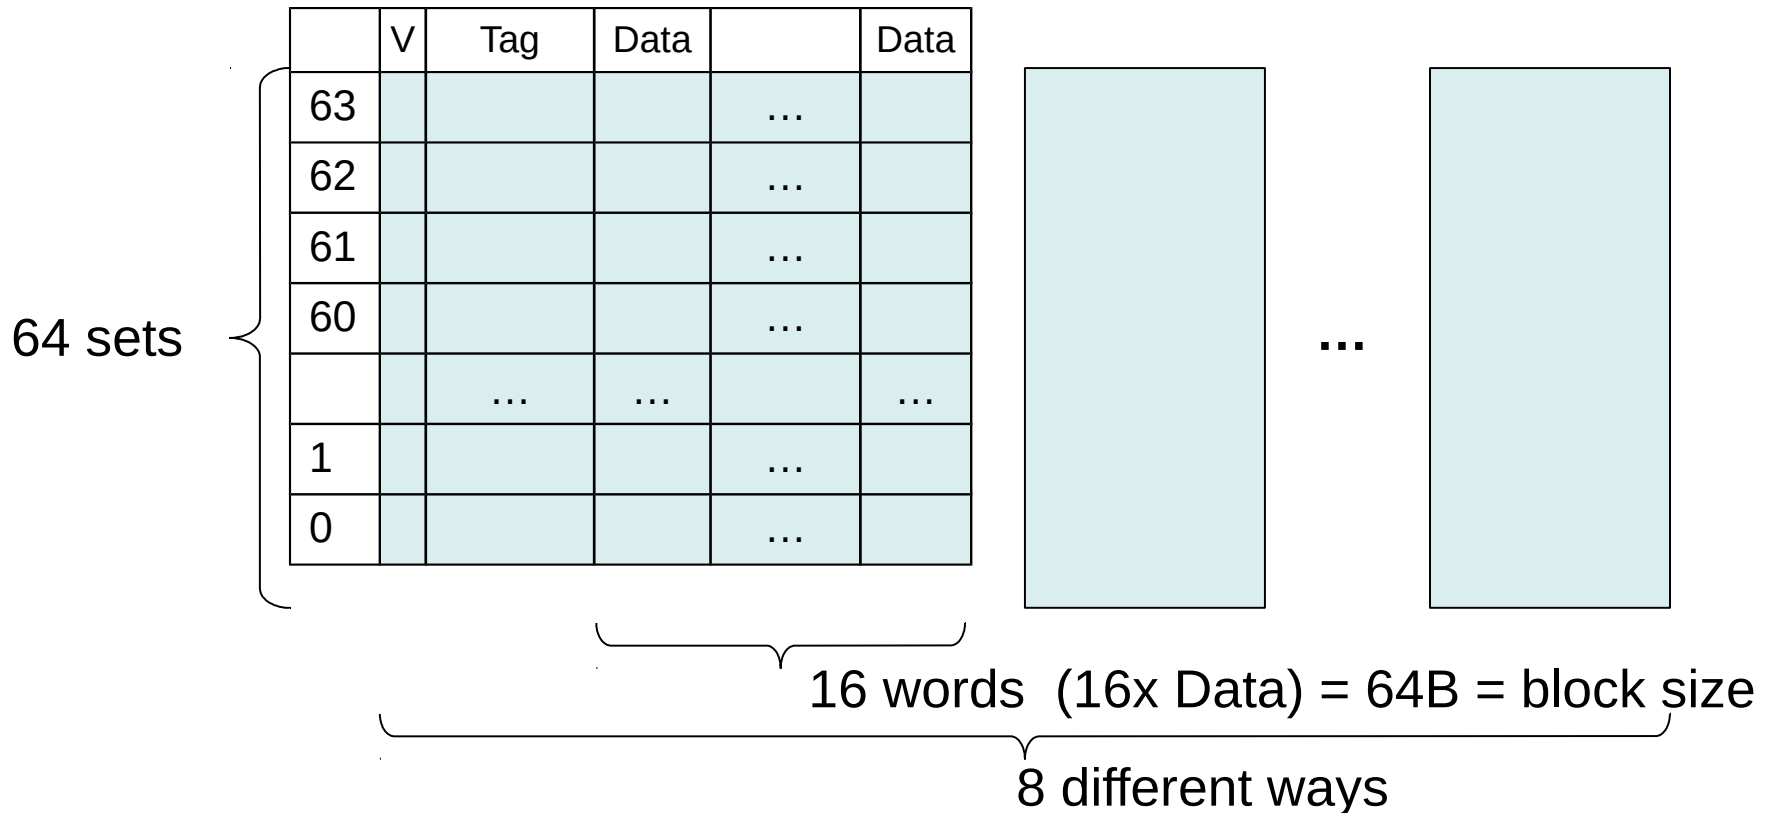 V Tag Data Data
63 ...
62 ...
61 ...
60 ...
64 sets
...
... ... ...
1 ...
0 ...
16 words (16x Data) = 64B = block size
8 different ways